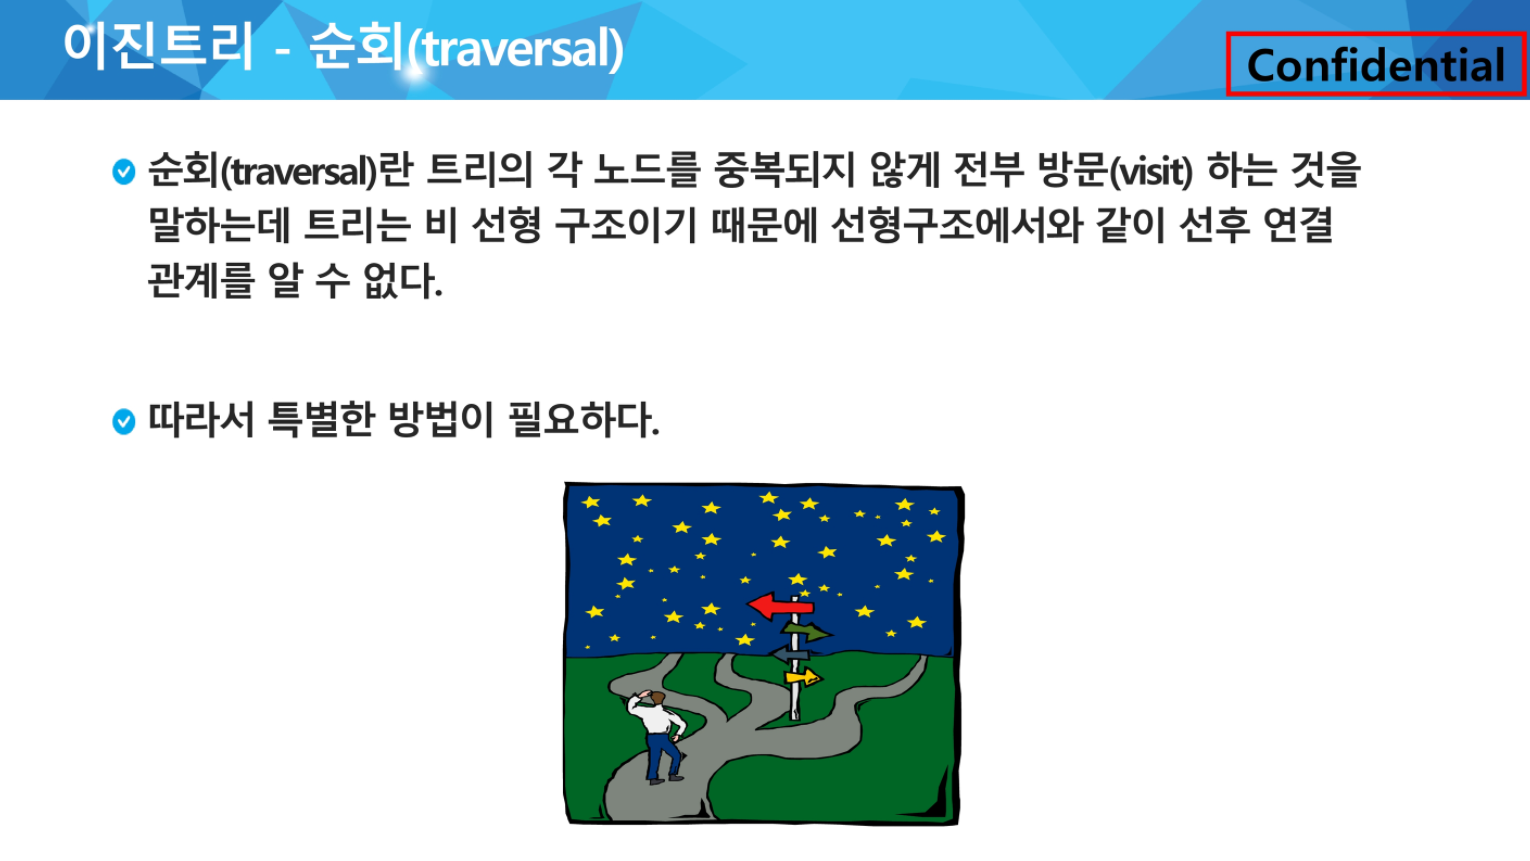 이진트리 - 순회(traversal)
Confidential
순회(traversal)란 트리의 각 노드를 중복되지 않게 전부 방문(visit) 하는 것을
말하는데 트리는 비 선형 구조이기 때문에 선형구조에서와 같이 선후 연결
관계를 알 수 없다.
따라서 특별한 방법이 필요하다.